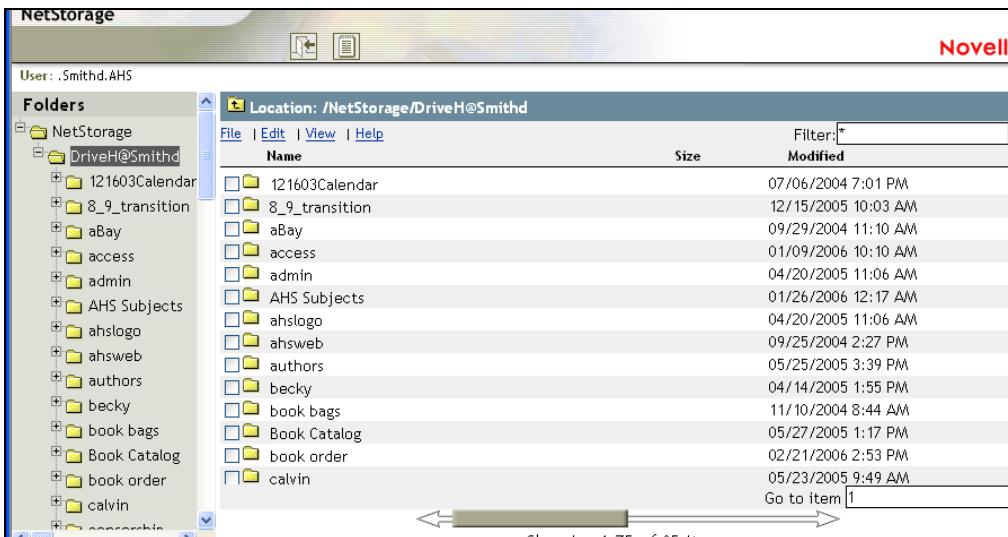 NetStorage
Novell
User: .Smithd.AHS
Folders
NetStorage
DriveH@Smithd
121603Calendar
8_9_transition
aBay
access
admin
AHS Subjects
ahslogo
ahsweb
authors
becky
book bags
Book Catalog
book order
calvin
Location: /NetStorage/DriveH@Smithd
File | Edit | View | Help Filter: *
Name Size Modified
121603Calendar 07/06/2004 7:01 PM
8_9_transition 12/15/2005 10:03 AM
aBay 09/29/2004 11:10 AM
access 01/09/2006 10:10 AM
admin 04/20/2005 11:06 AM
AHS Subjects 01/26/2006 12:17 AM
ahslogo 04/20/2005 11:06 AM
ahsweb 09/25/2004 2:27 PM
authors 05/25/2005 3:39 PM
becky 04/14/2005 1:55 PM
book bags 11/10/2004 8:44 AM
Book Catalog 05/27/2005 1:17 PM
book order 02/21/2006 2:53 PM
calvin 05/23/2005 9:49 AM
Go to item 1